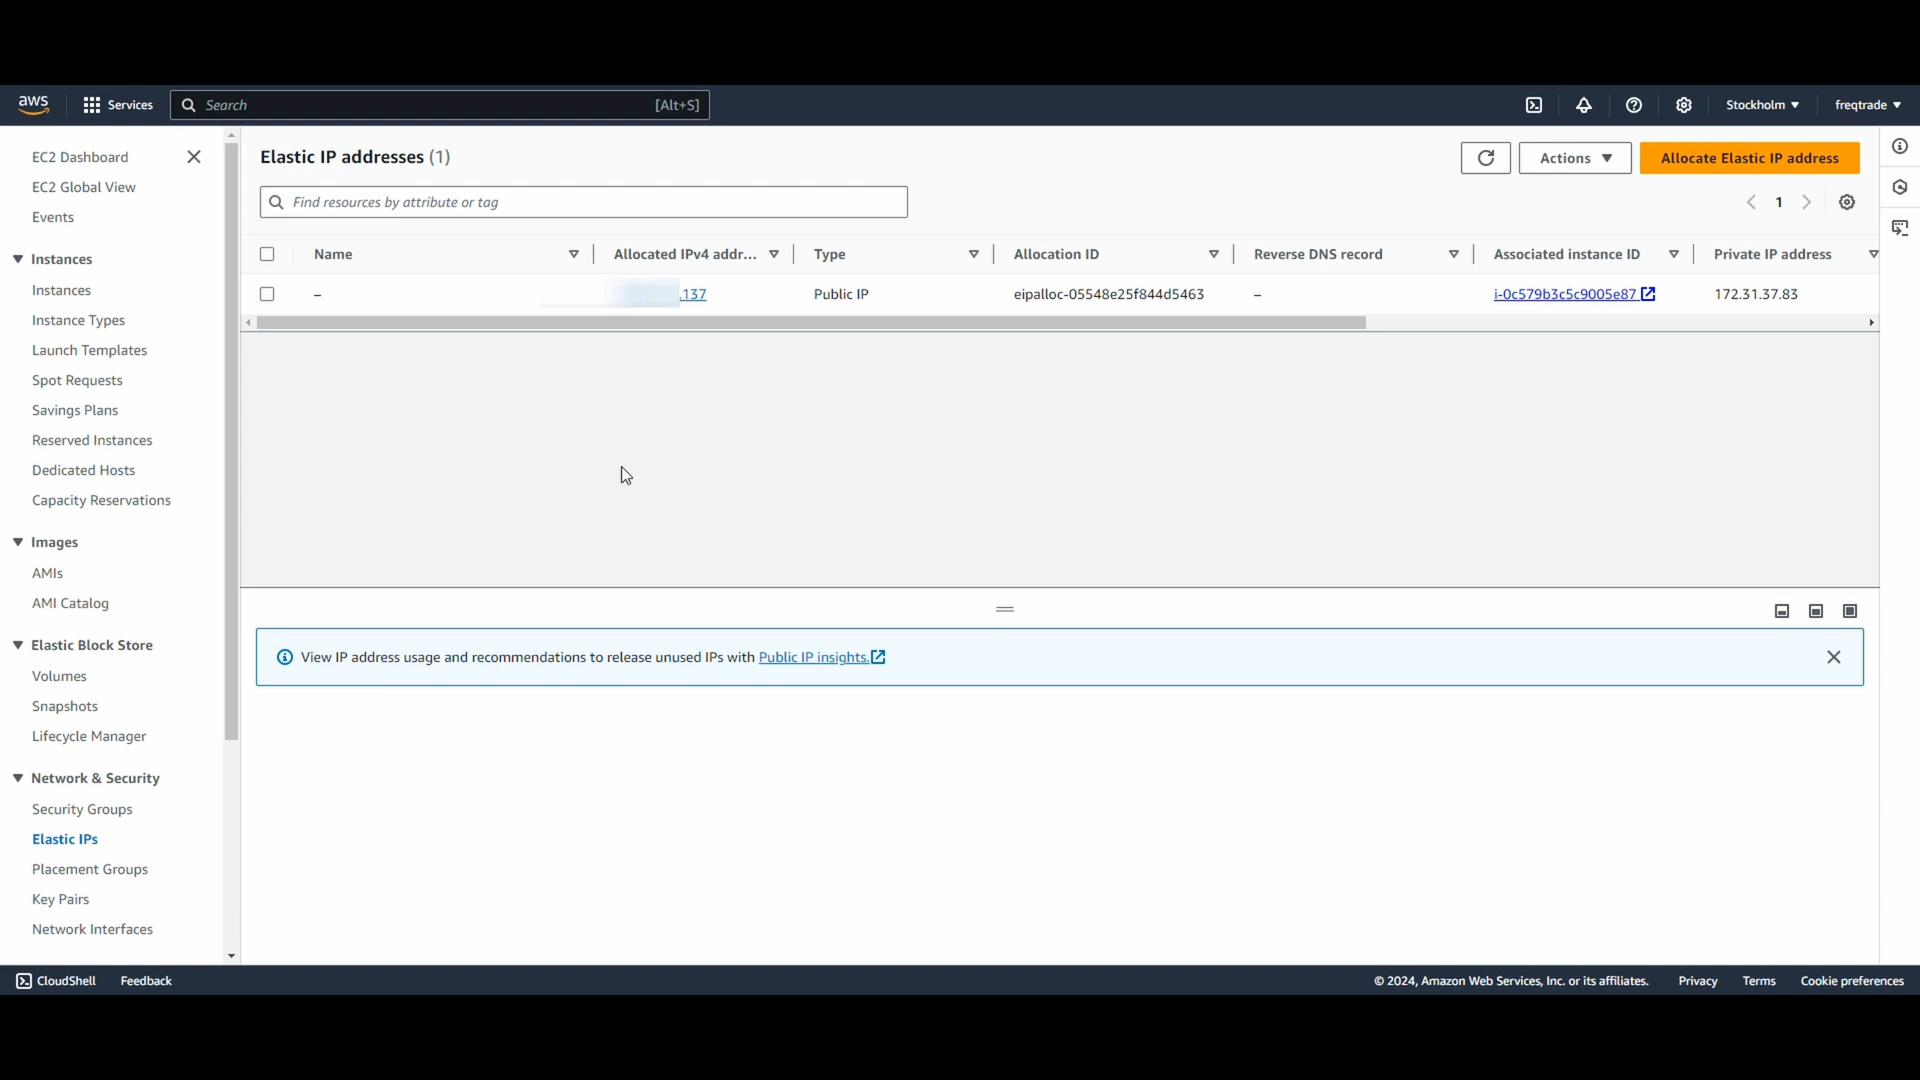 aws Services Search [Alt+S] Stockholm freqtrade
EC2 Dashboard
EC2 Global View
Events
Instances
Instances
Instance Types
Launch Templates
Spot Requests
Savings Plans
Reserved Instances
Dedicated Hosts
Capacity Reservations
Images
AMIs
AMI Catalog
Elastic Block Store
Volumes
Snapshots
Lifecycle Manager
Network & Security
Security Groups
Elastic IPs
Placement Groups
Key Pairs
Network Interfaces
Elastic IP addresses (1) Actions Allocate Elastic IP address
Find resources by attribute or tag 1
Name Allocated IPv4 addr... Type Allocation ID Reverse DNS record Associated instance ID Private IP address
– .137 Public IP eipalloc-05548e25f844d5463 – i-0c579b3c5c9005e87 172.31.37.83
View IP address usage and recommendations to release unused IPs with Public IP insights.
CloudShell Feedback © 2024, Amazon Web Services, Inc. or its affiliates. Privacy Terms Cookie preferences